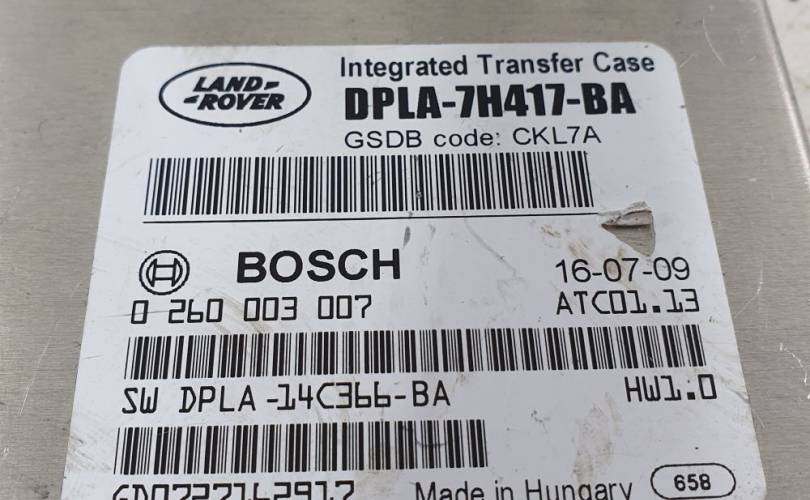 LAND-
-ROVER
Integrated Transfer Case
DPLA-7H417-BA
GSDB code: CKL7A
BOSCH
16-07-09
0 260 003 007
ATC01.13
SW DPLA-14C366-BA
HW1.0
GD0727162917
Made in Hungary
658